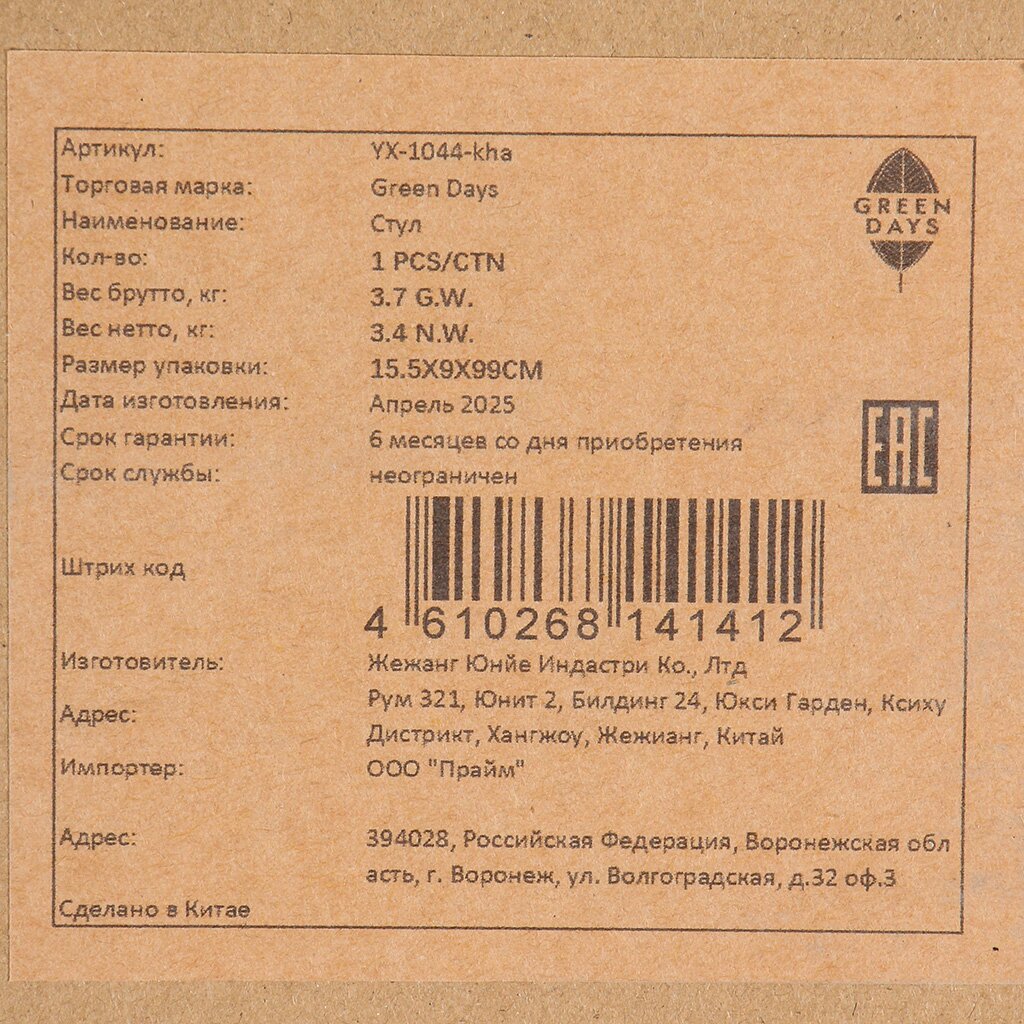 Артикул: YX-1044-kha
Торговая марка: Green Days
GREEN
DAYS
Наименование: Стул
Кол-во: 1 PCS/CTN
Вес брутто, кг: 3.7 G.W.
Вес нетто, кг: 3.4 N.W.
Размер упаковки: 15.5X9X99CM
Дата изготовления: Апрель 2025
Срок гарантии: 6 месяцев со дня приобретения
EAC
Срок службы: неограничен
Штрих код
4 610268 141412
Изготовитель: Жежанг Юнйе Индастри Ко., Лтд
Адрес: Рум 321, Юнит 2, Билдинг 24, Юкси Гарден, Ксиху
Дистрикт, Хангжоу, Жежианг, Китай
Импортер: ООО "Прайм"
Адрес: 394028, Российская Федерация, Воронежская обл
асть, г. Воронеж, ул. Волгоградская, д.32 оф.3
Сделано в Китае